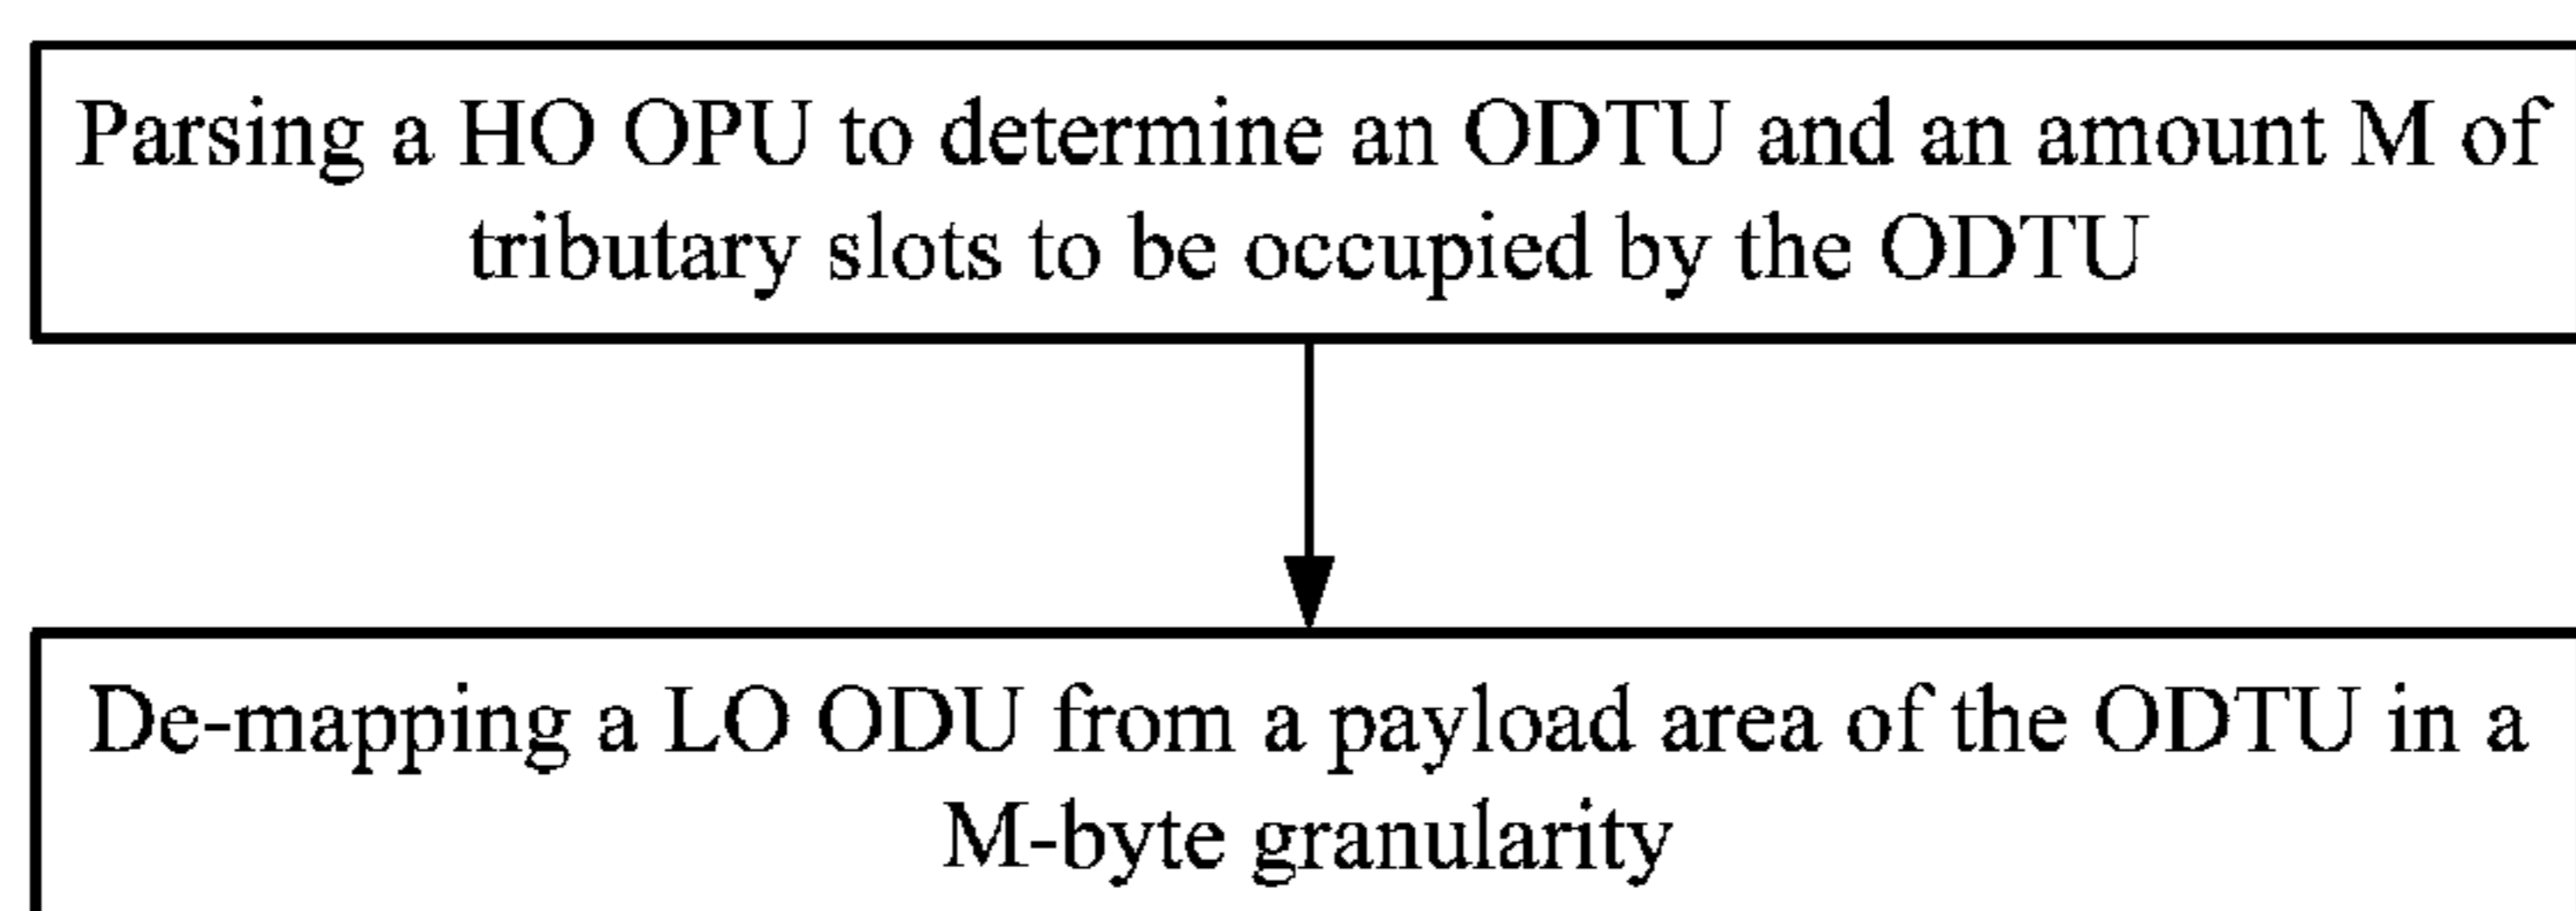 Parsing a HO OPU to determine an ODTU and an amount M of
tributary slots to be occupied by the ODTU
De-mapping a LO ODU from a payload area of the ODTU in a
M-byte granularity